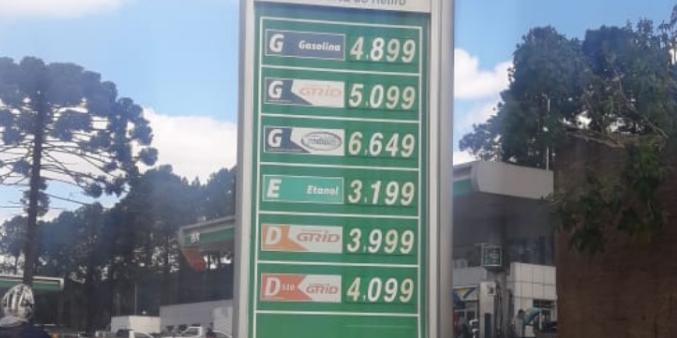 G Gasolina 4.899
G GRID 5.099
G 6.649
E Etanol 3.199
D GRID 3.999
D S10 GRID 4.099